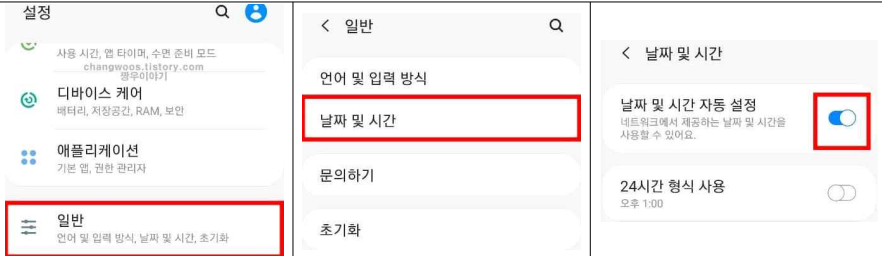 설정
사용 시간, 앱 타이머, 수면 준비 모드
changwoos.tistory.com
짱우이야기
디바이스 케어
배터리, 저장공간, RAM, 보안
애플리케이션
기본 앱, 권한 관리자
일반
언어 및 입력 방식, 날짜 및 시간, 초기화
일반
언어 및 입력 방식
날짜 및 시간
문의하기
초기화
날짜 및 시간
날짜 및 시간 자동 설정
네트워크에서 제공하는 날짜 및 시간을
사용할 수 있어요.
24시간 형식 사용
오후 1:00